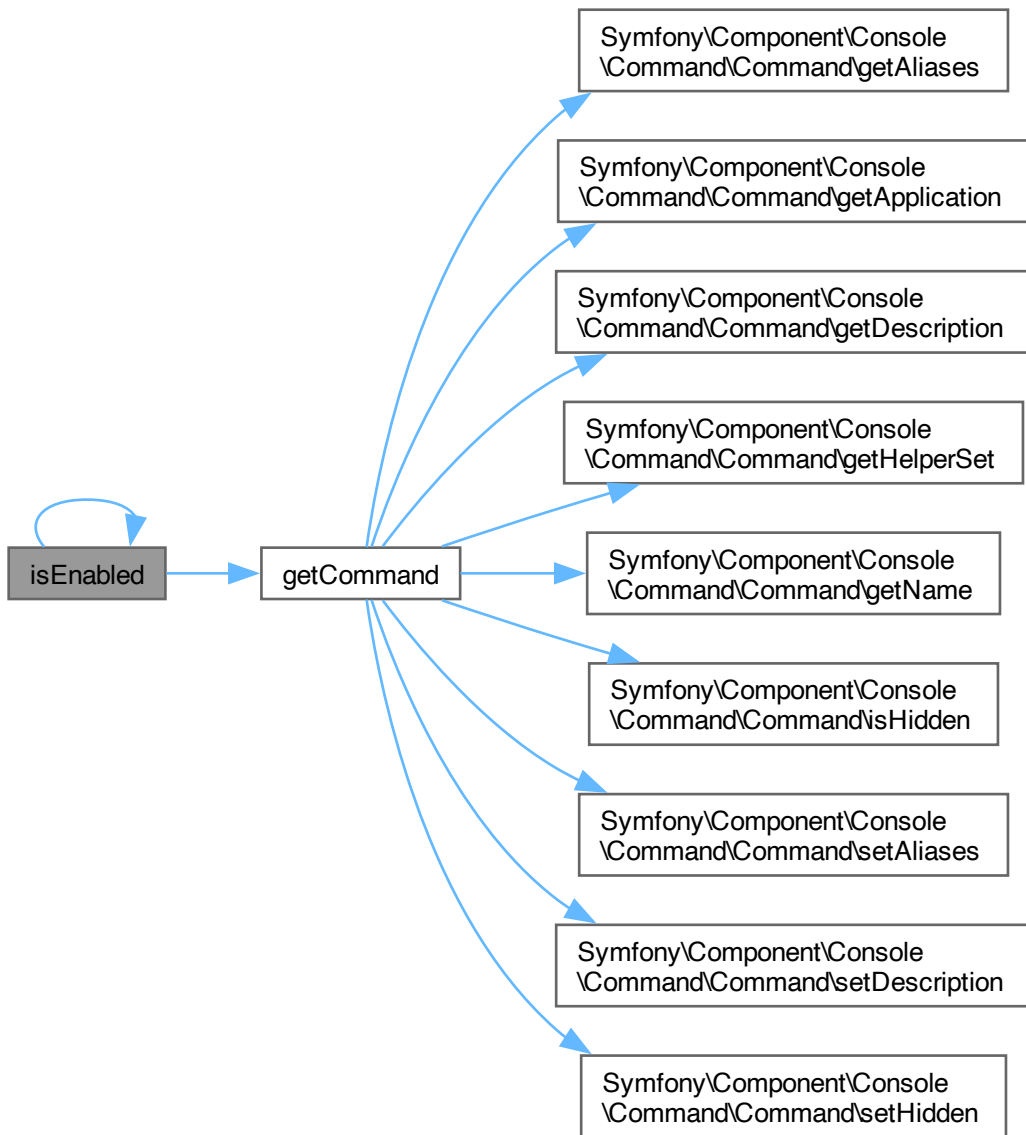 Symfony\Component\Console
\Command\Command\getAliases
Symfony\Component\Console
\Command\Command\getApplication
Symfony\Component\Console
\Command\Command\getDescription
Symfony\Component\Console
\Command\Command\getHelperSet
isEnabled
getCommand
Symfony\Component\Console
\Command\Command\getName
Symfony\Component\Console
\Command\Command\isHidden
Symfony\Component\Console
\Command\Command\setAliases
Symfony\Component\Console
\Command\Command\setDescription
Symfony\Component\Console
\Command\Command\setHidden